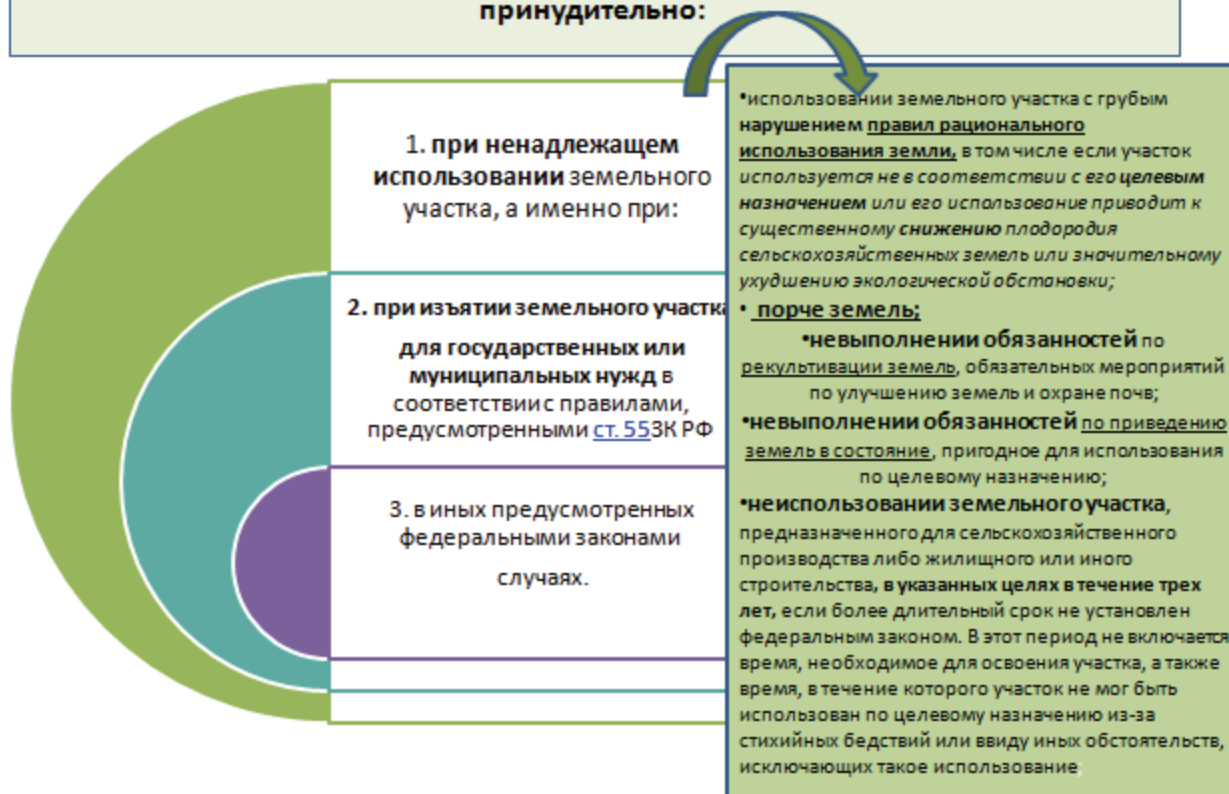 принудительно:
1. при ненадлежащем
использовании земельного
участка, а именно при:
2. при изъятии земельного участка
для государственных или
муниципальных нужд в
соответствии с правилами,
предусмотренными ст. 55ЗК РФ
3. в иных предусмотренных
федеральными законами
случаях.
•использовании земельного участка с грубым
нарушением правил рационального
использования земли, в том числе если участок
используется не в соответствии с его целевым
назначением или его использование приводит к
существенному снижению плодородия
сельскохозяйственных земель или значительному
ухудшению экологической обстановки;
• порче земель;
•невыполнении обязанностей по
рекультивации земель, обязательных мероприятий
по улучшению земель и охране почв;
•невыполнении обязанностей по приведению
земель в состояние, пригодное для использования
по целевому назначению;
•неиспользовании земельного участка,
предназначенного для сельскохозяйственного
производства либо жилищного или иного
строительства, в указанных целях в течение трех
лет, если более длительный срок не установлен
федеральным законом. В этот период не включается
время, необходимое для освоения участка, а также
время, в течение которого участок не мог быть
использован по целевому назначению из-за
стихийных бедствий или ввиду иных обстоятельств,
исключающих такое использование;